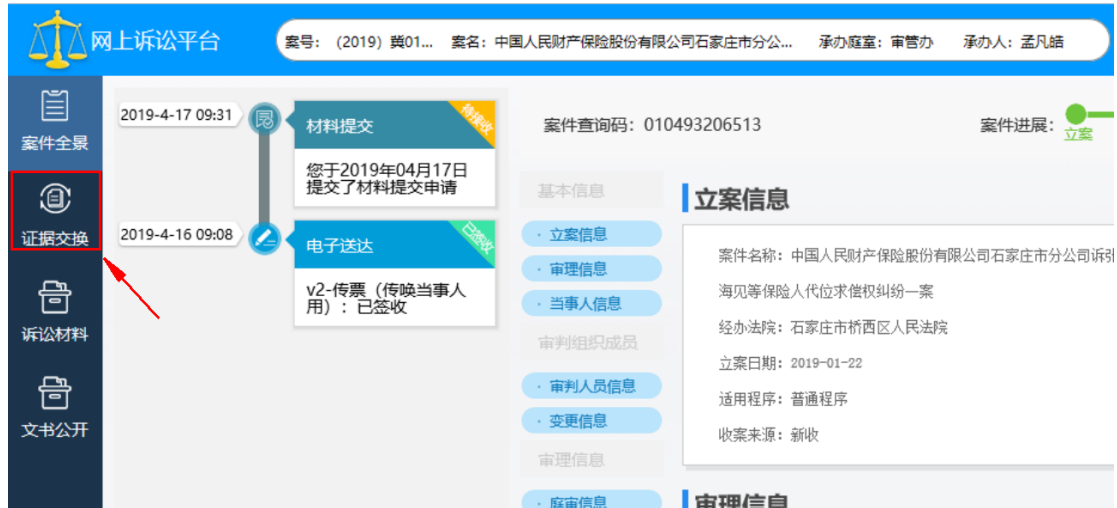 网上诉讼平台
案号： （2019）冀01... 案名：中国人民财产保险股份有限公司石家庄市分公... 承办庭室：审管办 承办人：孟凡皓
案件全景
证据交换
诉讼材料
文书公开
2019-4-17 09:31
材料提交
待接收
您于2019年04月17日
提交了材料提交申请
2019-4-16 09:08
电子送达
已签收
v2-传票（传唤当事人
用）：已签收
案件查询码：010493206513
案件进展：
立案
基本信息
· 立案信息
· 审理信息
· 当事人信息
审判组织成员
· 审判人员信息
· 变更信息
审理信息
· 庭审信息
立案信息
案件名称：中国人民财产保险股份有限公司石家庄市分公司诉张
海见等保险人代位求偿权纠纷一案
经办法院：石家庄市桥西区人民法院
立案日期：2019-01-22
适用程序：普通程序
收案来源：新收
审理信息